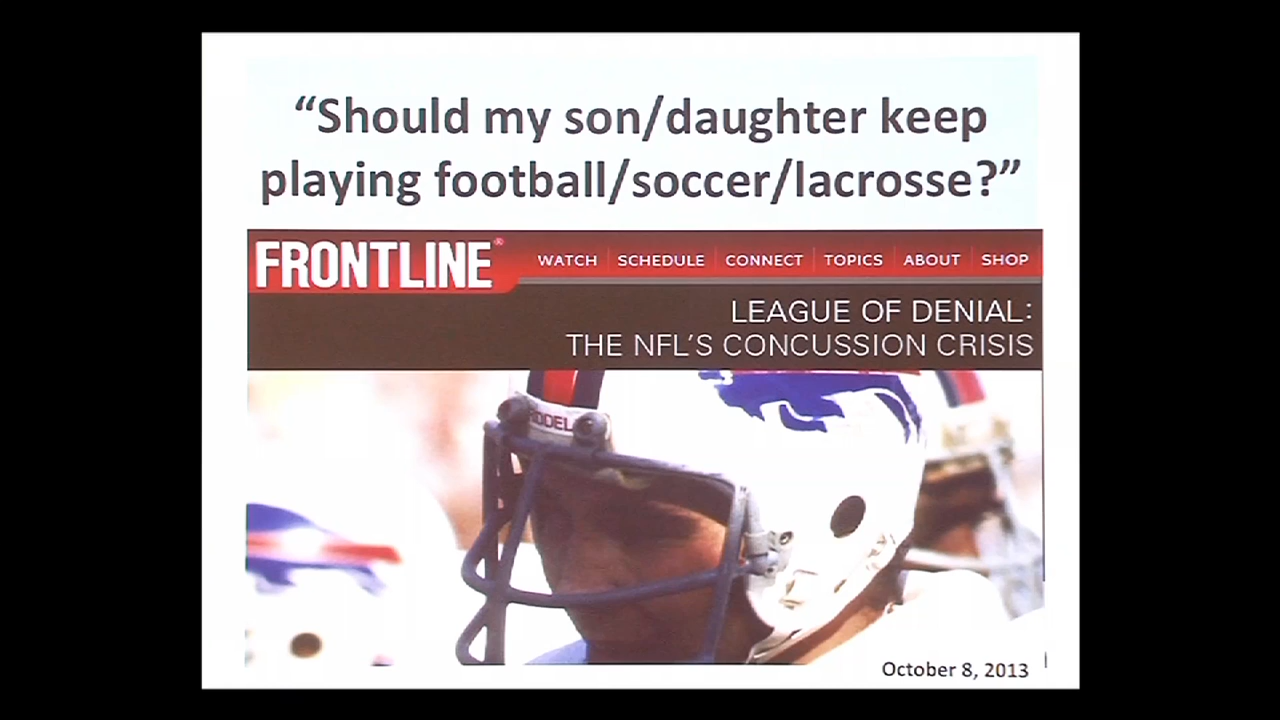 “Should my son/daughter keep
playing football/soccer/lacrosse?”
FRONTLINE®
WATCH SCHEDULE CONNECT TOPICS ABOUT SHOP
LEAGUE OF DENIAL:
THE NFL’S CONCUSSION CRISIS
October 8, 2013